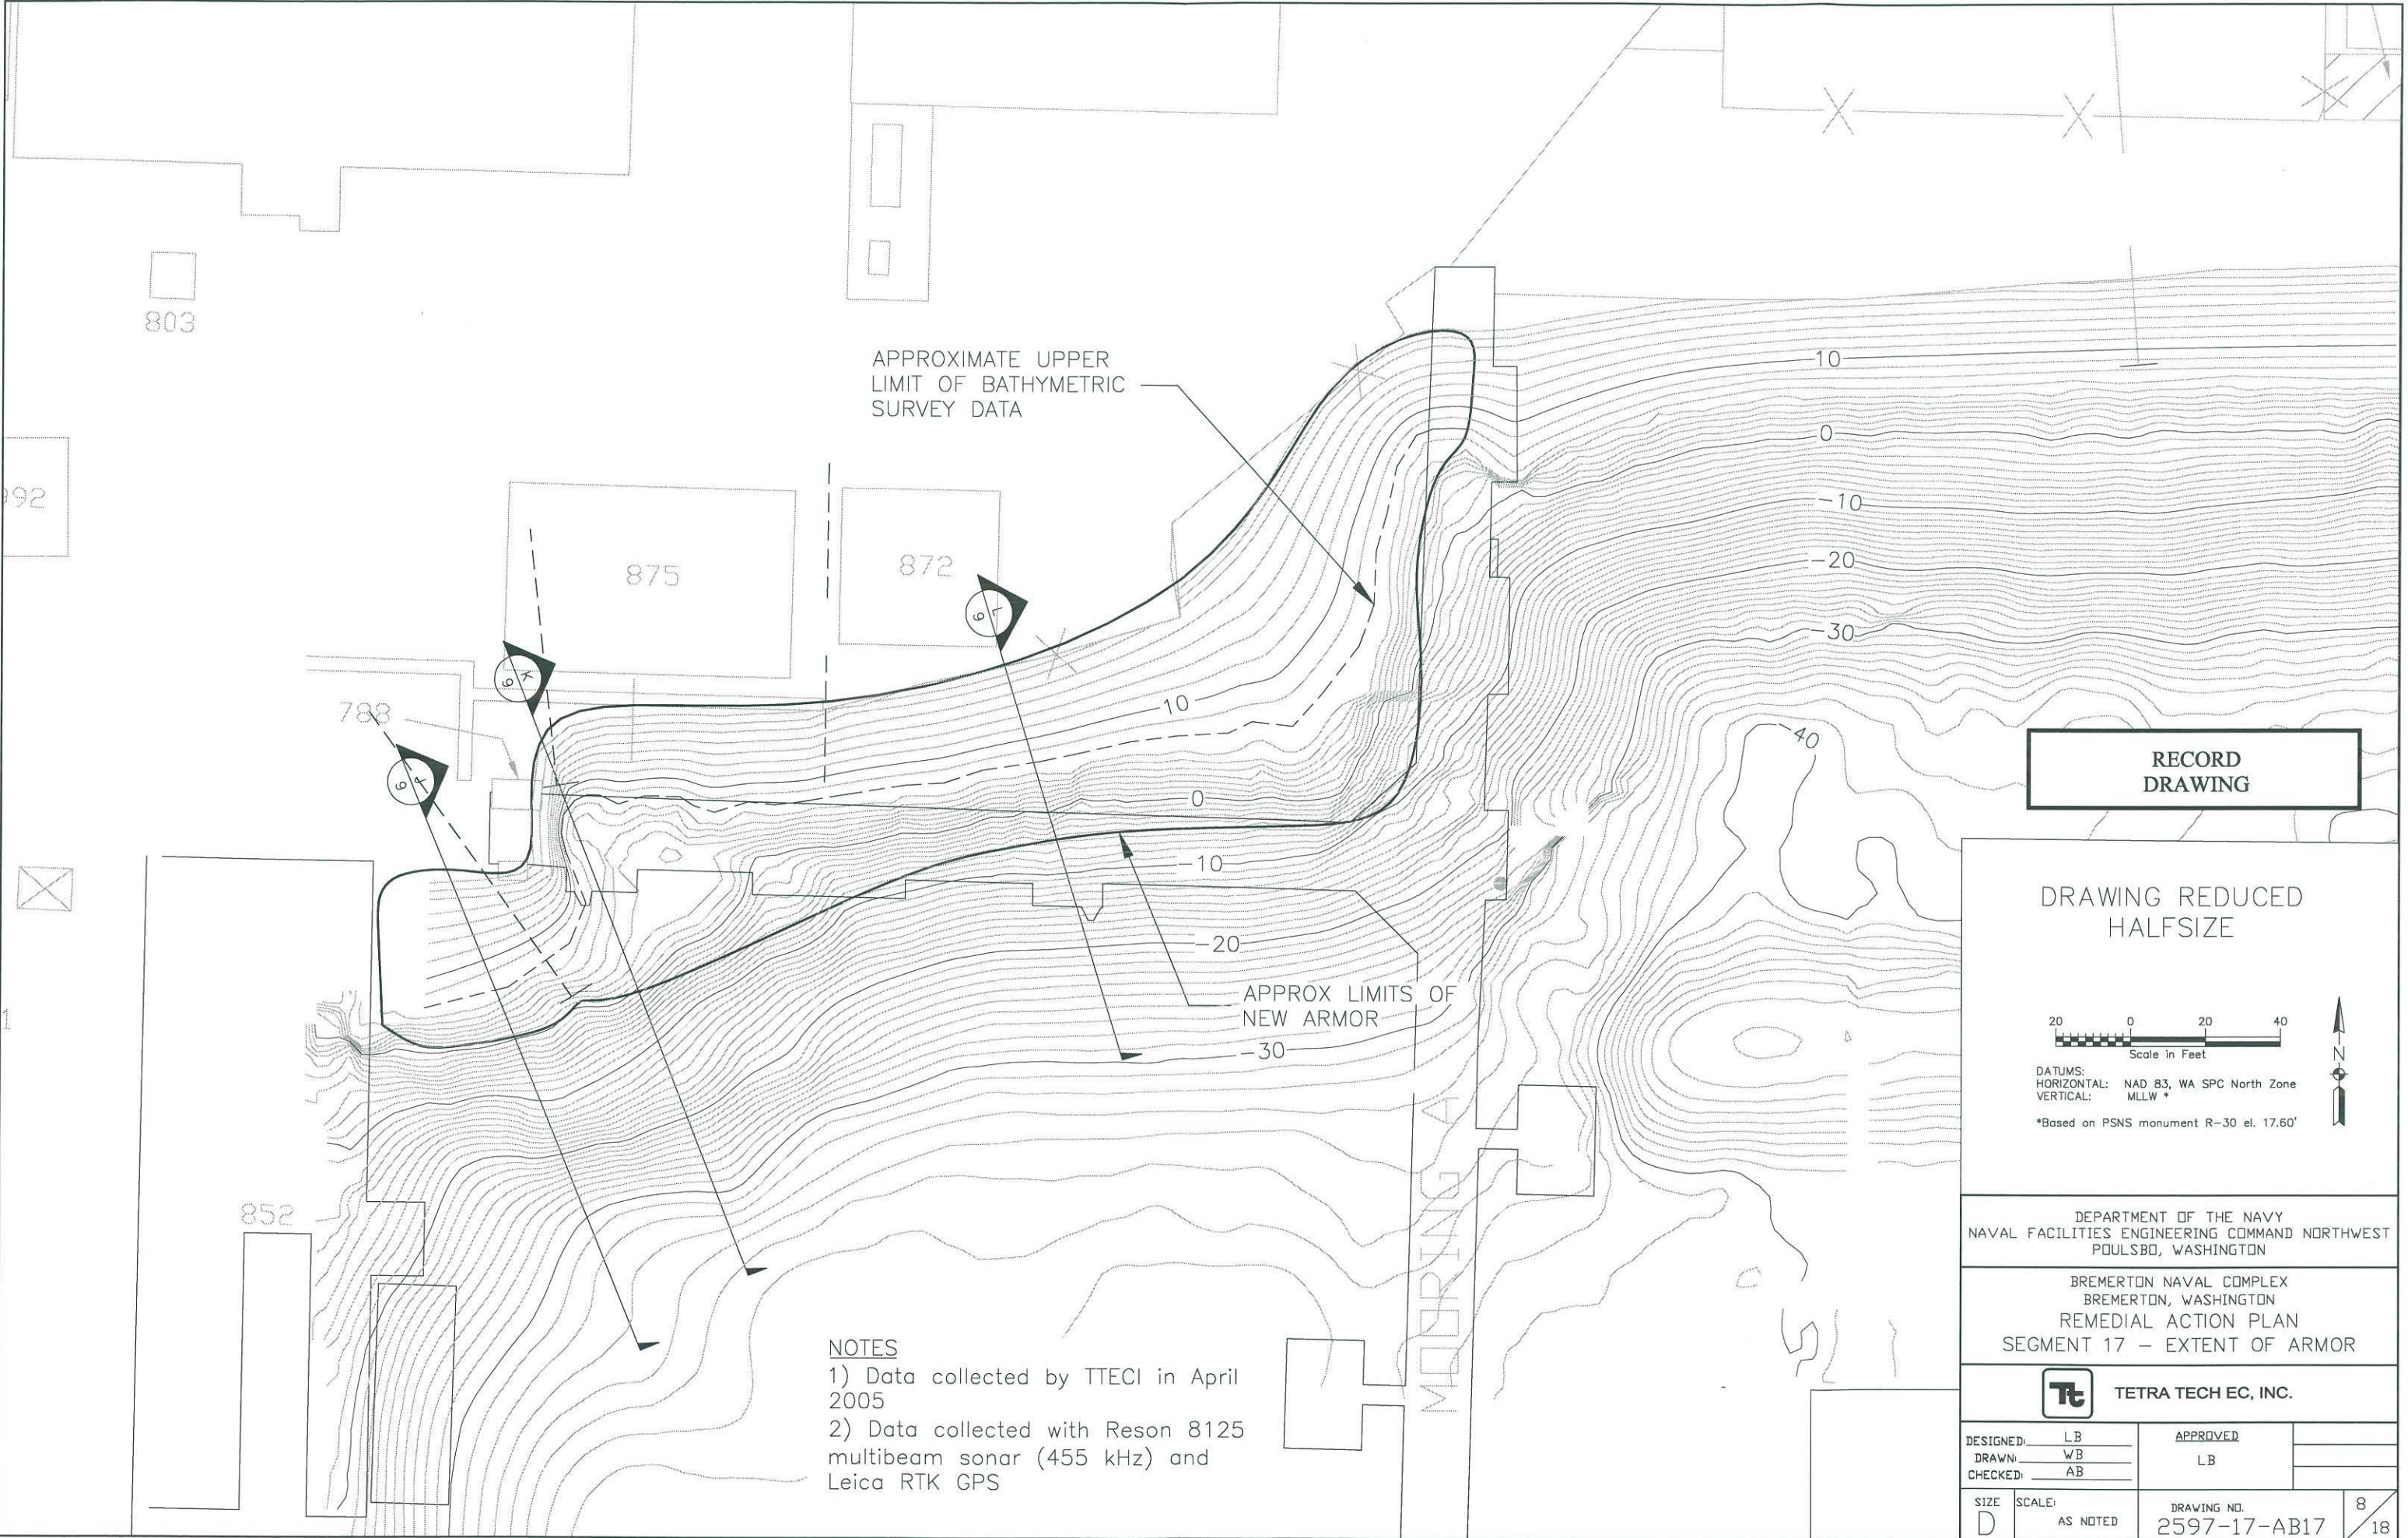 803
992
APPROXIMATE UPPER
LIMIT OF BATHYMETRIC
SURVEY DATA
875
872
L
9
K
9
788
9
10
0
-10
-20
-30
-40
10
0
-10
-20
APPROX LIMITS OF
NEW ARMOR
-30
852
MOORING A
NOTES
1) Data collected by TTECI in April
2005
2) Data collected with Reson 8125
multibeam sonar (455 kHz) and
Leica RTK GPS
RECORD
DRAWING
DRAWING REDUCED
HALFSIZE
20 0 20 40
Scale in Feet
N
DATUMS:
HORIZONTAL: NAD 83, WA SPC North Zone
VERTICAL: MLLW *
*Based on PSNS monument R-30 el. 17.60'
DEPARTMENT OF THE NAVY
NAVAL FACILITIES ENGINEERING COMMAND NORTHWEST
POULSBO, WASHINGTON
BREMERTON NAVAL COMPLEX
BREMERTON, WASHINGTON
REMEDIAL ACTION PLAN
SEGMENT 17 - EXTENT OF ARMOR
Tt TETRA TECH EC, INC.
DESIGNED: LB
DRAWN: WB
CHECKED: AB
APPROVED
LB
SIZE
D
SCALE:
AS NOTED
DRAWING NO.
2597-17-AB17
8/18